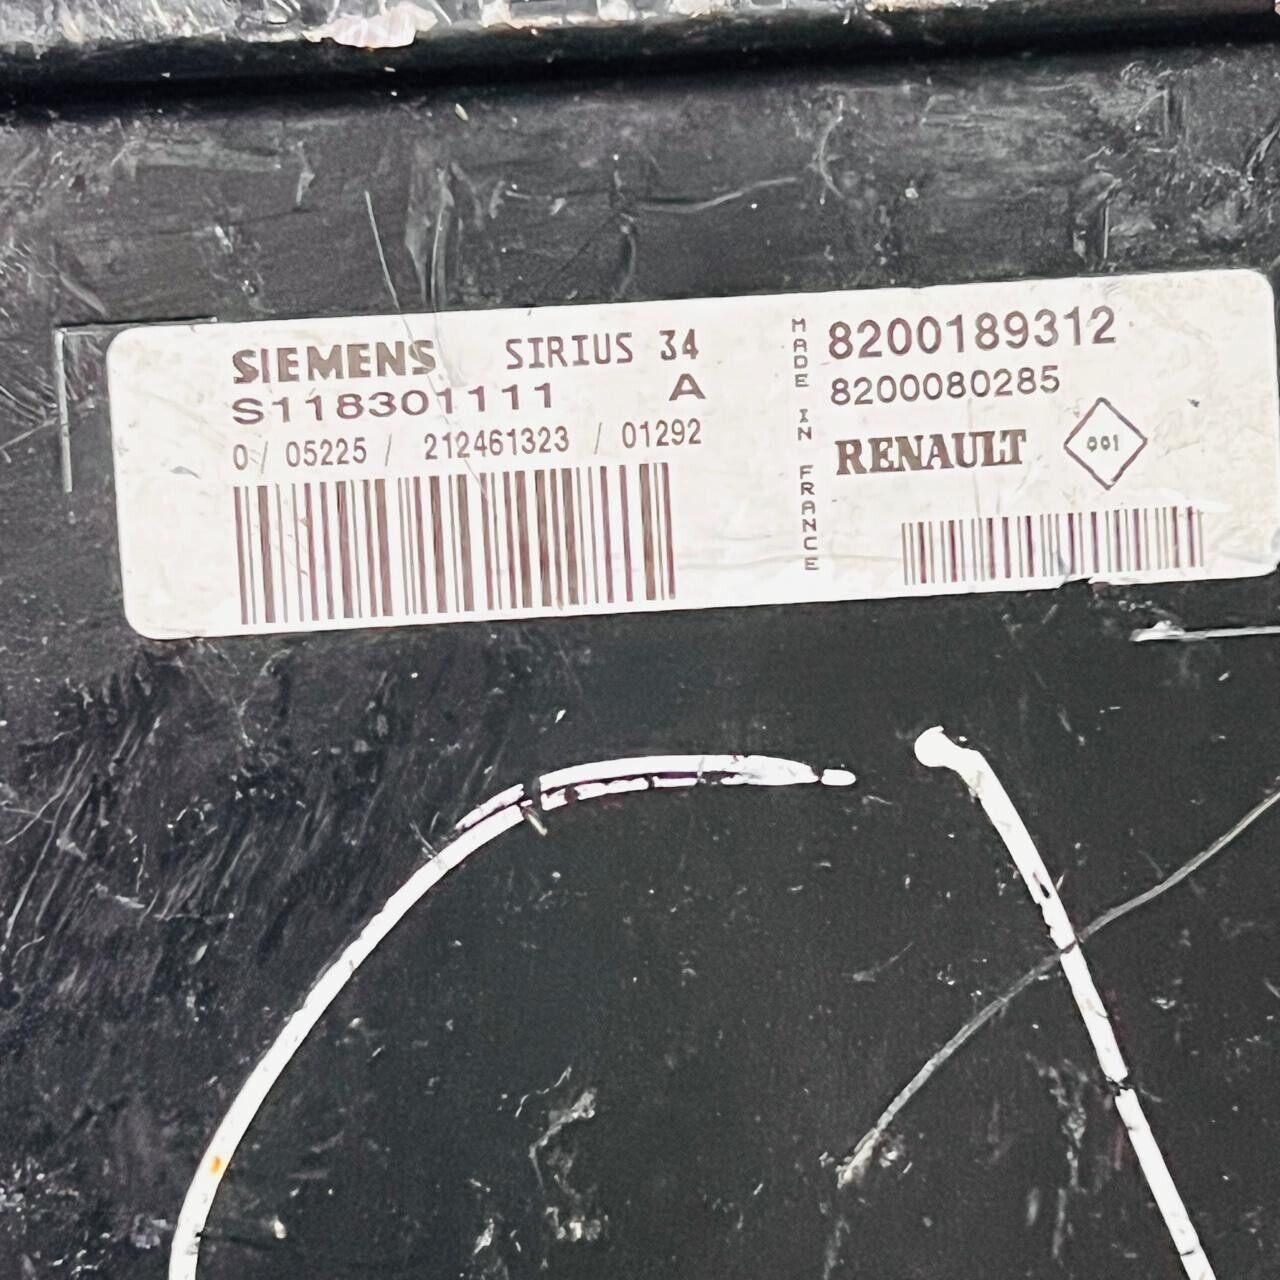 SIEMENS SIRIUS 34
S118301111 A
0 / 05225 / 212461323 / 01292
MADE IN FRANCE
8200189312
8200080285
RENAULT 001